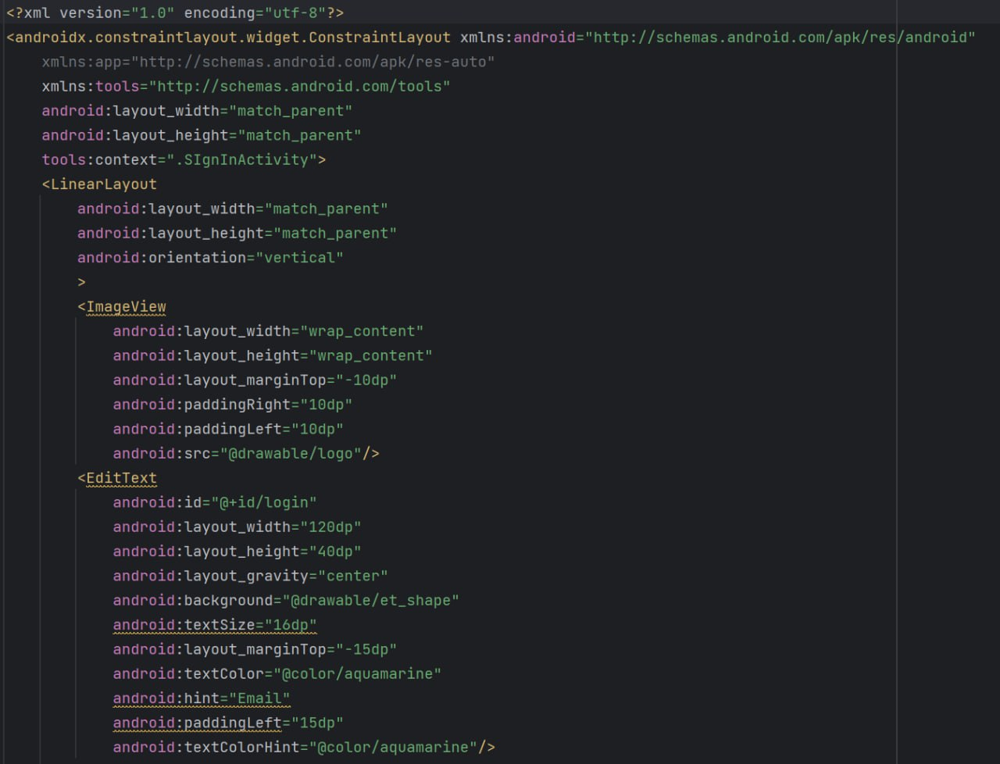 <?xml version="1.0" encoding="utf-8"?>
<androidx.constraintlayout.widget.ConstraintLayout xmlns:android="http://schemas.android.com/apk/res/android"
    xmlns:app="http://schemas.android.com/apk/res-auto"
    xmlns:tools="http://schemas.android.com/tools"
    android:layout_width="match_parent"
    android:layout_height="match_parent"
    tools:context=".SIgnInActivity">
    <LinearLayout
        android:layout_width="match_parent"
        android:layout_height="match_parent"
        android:orientation="vertical"
        >
        <ImageView
            android:layout_width="wrap_content"
            android:layout_height="wrap_content"
            android:layout_marginTop="-10dp"
            android:paddingRight="10dp"
            android:paddingLeft="10dp"
            android:src="@drawable/logo"/>
        <EditText
            android:id="@+id/login"
            android:layout_width="120dp"
            android:layout_height="40dp"
            android:layout_gravity="center"
            android:background="@drawable/et_shape"
            android:textSize="16dp"
            android:layout_marginTop="-15dp"
            android:textColor="@color/aquamarine"
            android:hint="Email"
            android:paddingLeft="15dp"
            android:textColorHint="@color/aquamarine"/>